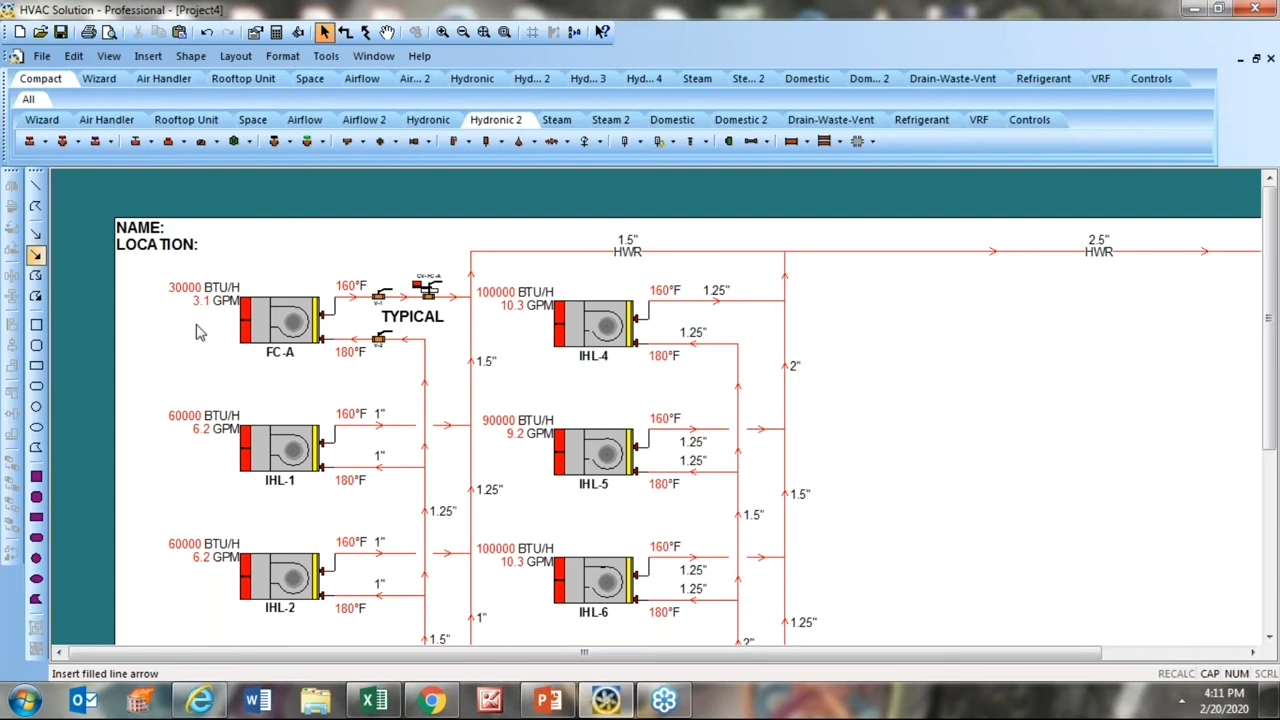 HVAC Solution - Professional - [Project4]
File Edit View Insert Shape Layout Format Tools Window Help
Compact Wizard Air Handler Rooftop Unit Space Airflow Air... 2 Hydronic Hyd... 2 Hyd... 3 Hyd... 4 Steam Ste... 2 Domestic Dom... 2 Drain-Waste-Vent Refrigerant VRF Controls
All
Wizard Air Handler Rooftop Unit Space Airflow Airflow 2 Hydronic Hydronic 2 Steam Steam 2 Domestic Domestic 2 Drain-Waste-Vent Refrigerant VRF Controls
NAME:
LOCATION:
1.5"
HWR
2.5"
HWR
30000 BTU/H
3.1 GPM
160°F
TYPICAL
180°F
FC-A
100000 BTU/H
10.3 GPM
160°F
1.25"
1.25"
180°F
IHL-4
1.5"
2"
60000 BTU/H
6.2 GPM
160°F
1"
1"
180°F
IHL-1
90000 BTU/H
9.2 GPM
160°F
1.25"
1.25"
180°F
IHL-5
1.25"
1.25"
1.5"
1.5"
60000 BTU/H
6.2 GPM
160°F
1"
1"
180°F
IHL-2
100000 BTU/H
10.3 GPM
160°F
1.25"
1.25"
180°F
IHL-6
1.5"
1"
2"
1.25"
Insert filled line arrow
RECALC CAP NUM SCRL
4:11 PM
2/20/2020